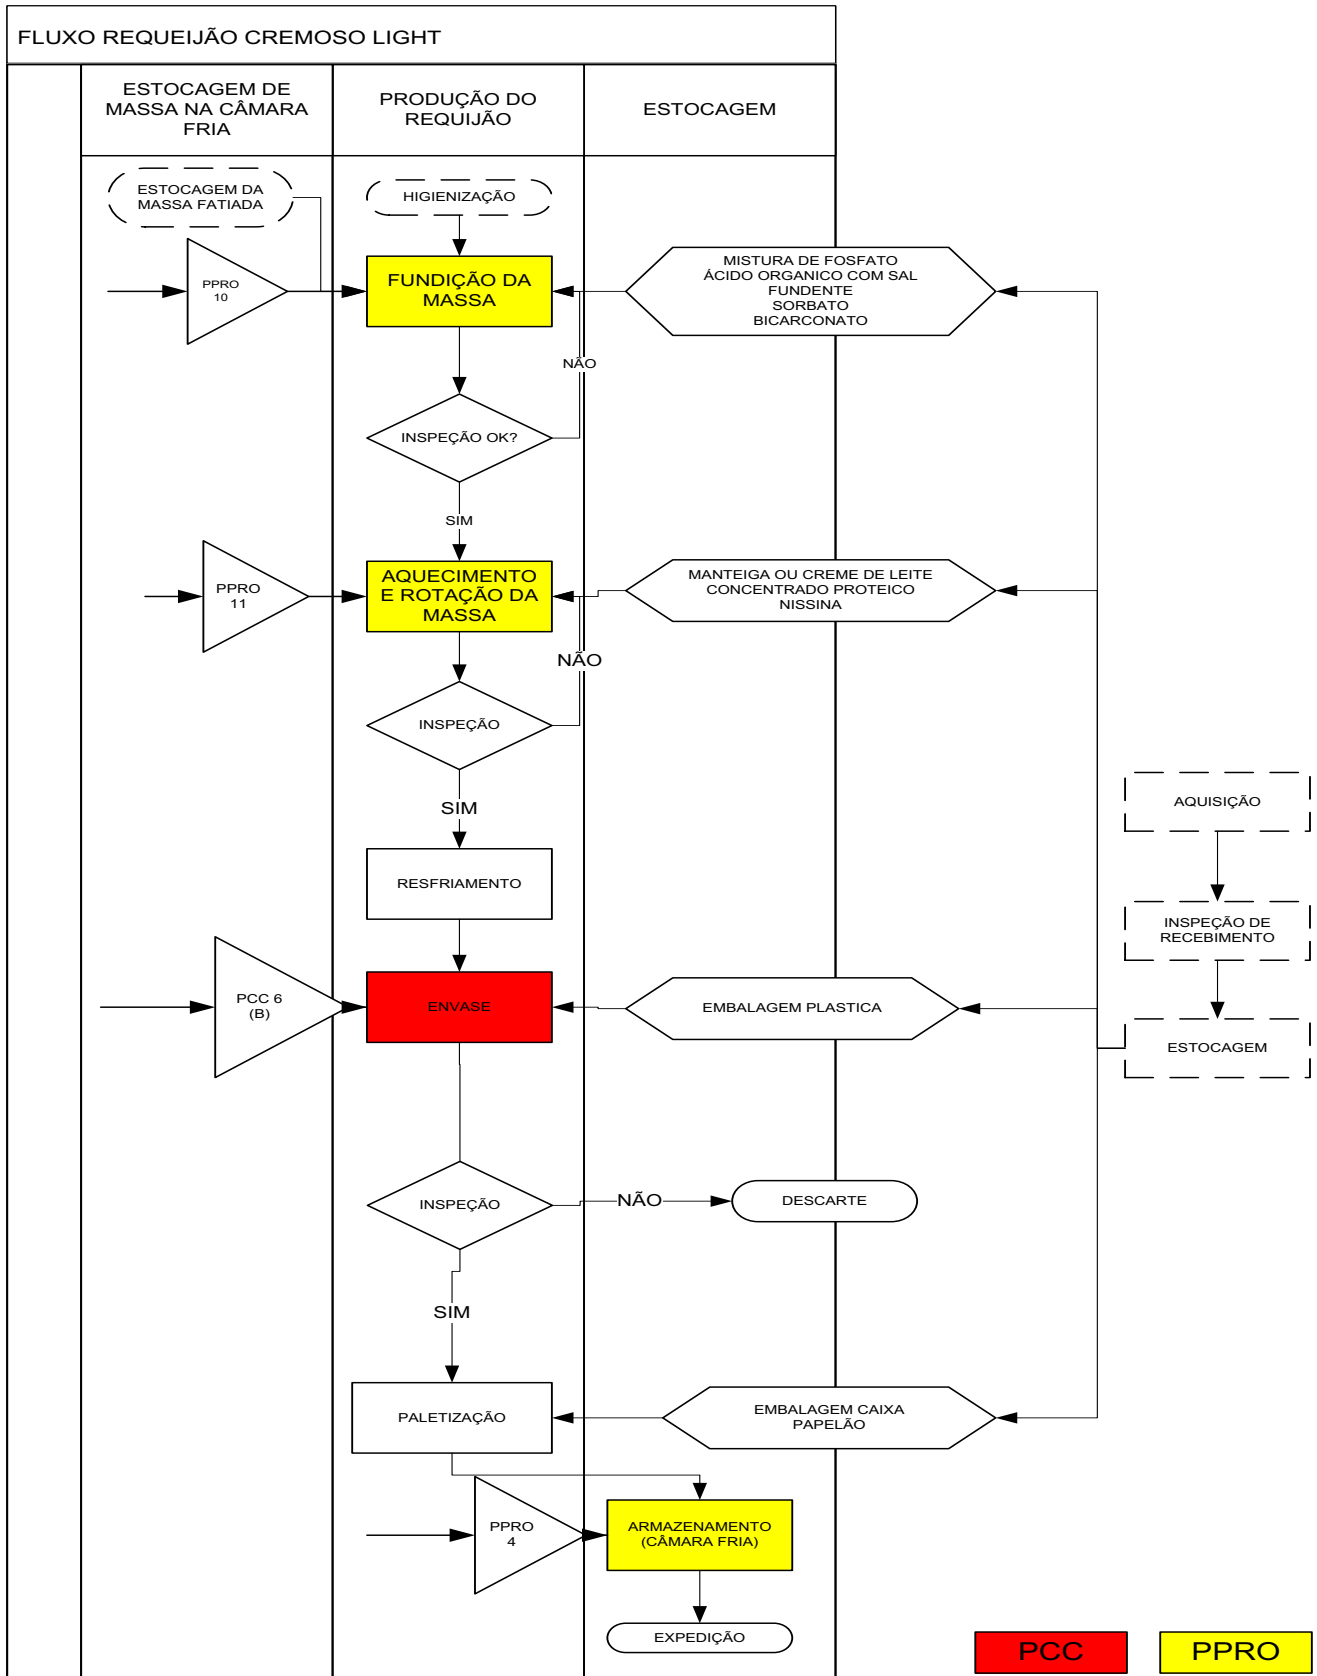 FLUXO REQUEIJÃO CREMOSO LIGHT
ESTOCAGEM DE
MASSA NA CÂMARA
FRIA
PRODUÇÃO DO
REQUIJÃO
ESTOCAGEM
ESTOCAGEM DA
MASSA FATIADA
HIGIENIZAÇÃO
PPRO
10
FUNDIÇÃO DA
MASSA
MISTURA DE FOSFATO
ÁCIDO ORGANICO COM SAL
FUNDENTE
SORBATO
BICARCONATO
NÃO
INSPEÇÃO OK?
SIM
PPRO
11
AQUECIMENTO
E ROTAÇÃO DA
MASSA
MANTEIGA OU CREME DE LEITE
CONCENTRADO PROTEICO
NISSINA
NÃO
INSPEÇÃO
SIM
AQUISIÇÃO
RESFRIAMENTO
INSPEÇÃO DE
RECEBIMENTO
PCC 6
(B)
ENVASE
EMBALAGEM PLASTICA
ESTOCAGEM
INSPEÇÃO
NÃO
DESCARTE
SIM
PALETIZAÇÃO
EMBALAGEM CAIXA
PAPELÃO
PPRO
4
ARMAZENAMENTO
(CÂMARA FRIA)
EXPEDIÇÃO
PCC
PPRO